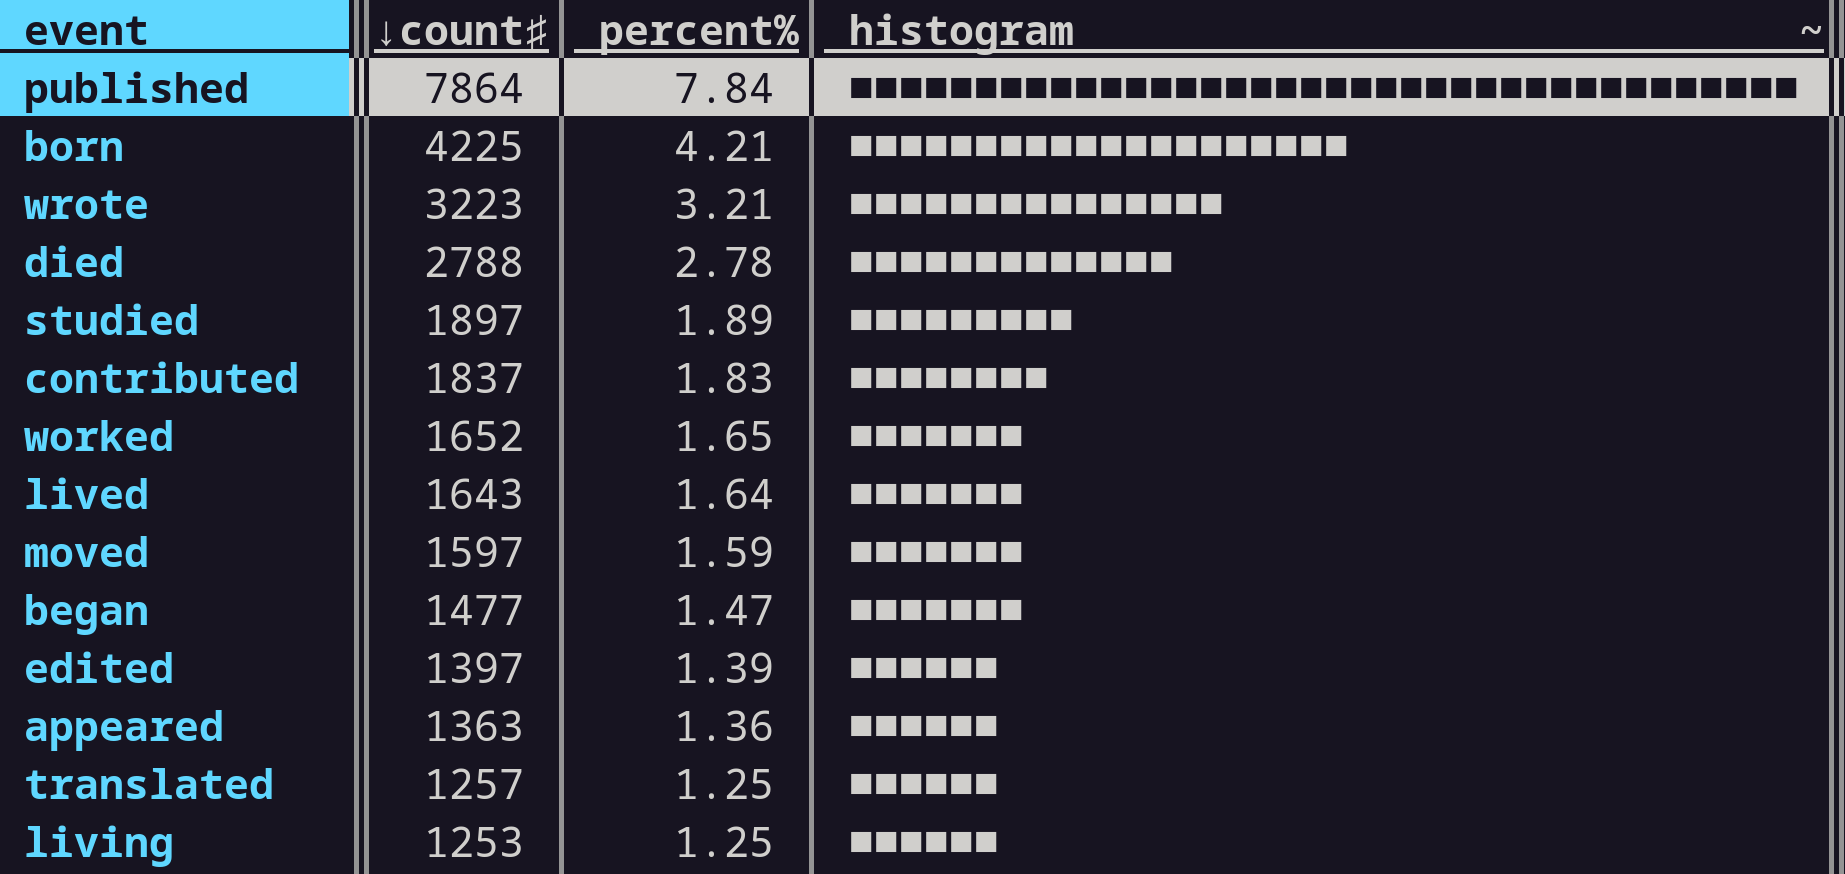 event ↓count♯ percent% histogram ~
published 7864 7.84 ■■■■■■■■■■■■■■■■■■■■■■■■■■■■■■■■■■■■■■
born 4225 4.21 ■■■■■■■■■■■■■■■■■■■■
wrote 3223 3.21 ■■■■■■■■■■■■■■■
died 2788 2.78 ■■■■■■■■■■■■■
studied 1897 1.89 ■■■■■■■■■
contributed 1837 1.83 ■■■■■■■■
worked 1652 1.65 ■■■■■■■
lived 1643 1.64 ■■■■■■■
moved 1597 1.59 ■■■■■■■
began 1477 1.47 ■■■■■■■
edited 1397 1.39 ■■■■■■
appeared 1363 1.36 ■■■■■■
translated 1257 1.25 ■■■■■■
living 1253 1.25 ■■■■■■